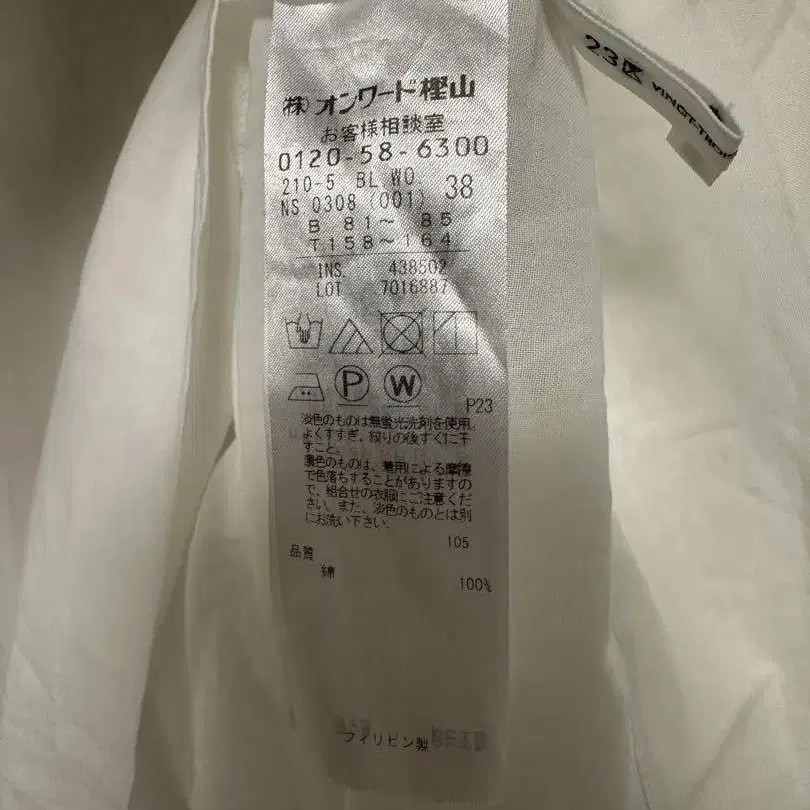 (株)オンワード樫山
お客様相談室
0120-58-6300
210-5 BL WO
NS 0308 (001) 38
B 81～ 85
T158～164
INS. 438502
LOT 7016887
P
W
P23
淡色のものは無蛍光洗剤を使用。
よくすすぎ、絞りの後すぐに干
すこと。
濃色のものは、着用による摩擦
で色落ちすることがありますの
で、組合せの衣服にご注意くだ
さい。また、淡色のものとは別
にお洗い下さい。
105
品質
綿 100%
フィリピン製
23区 VINGT-TROIS